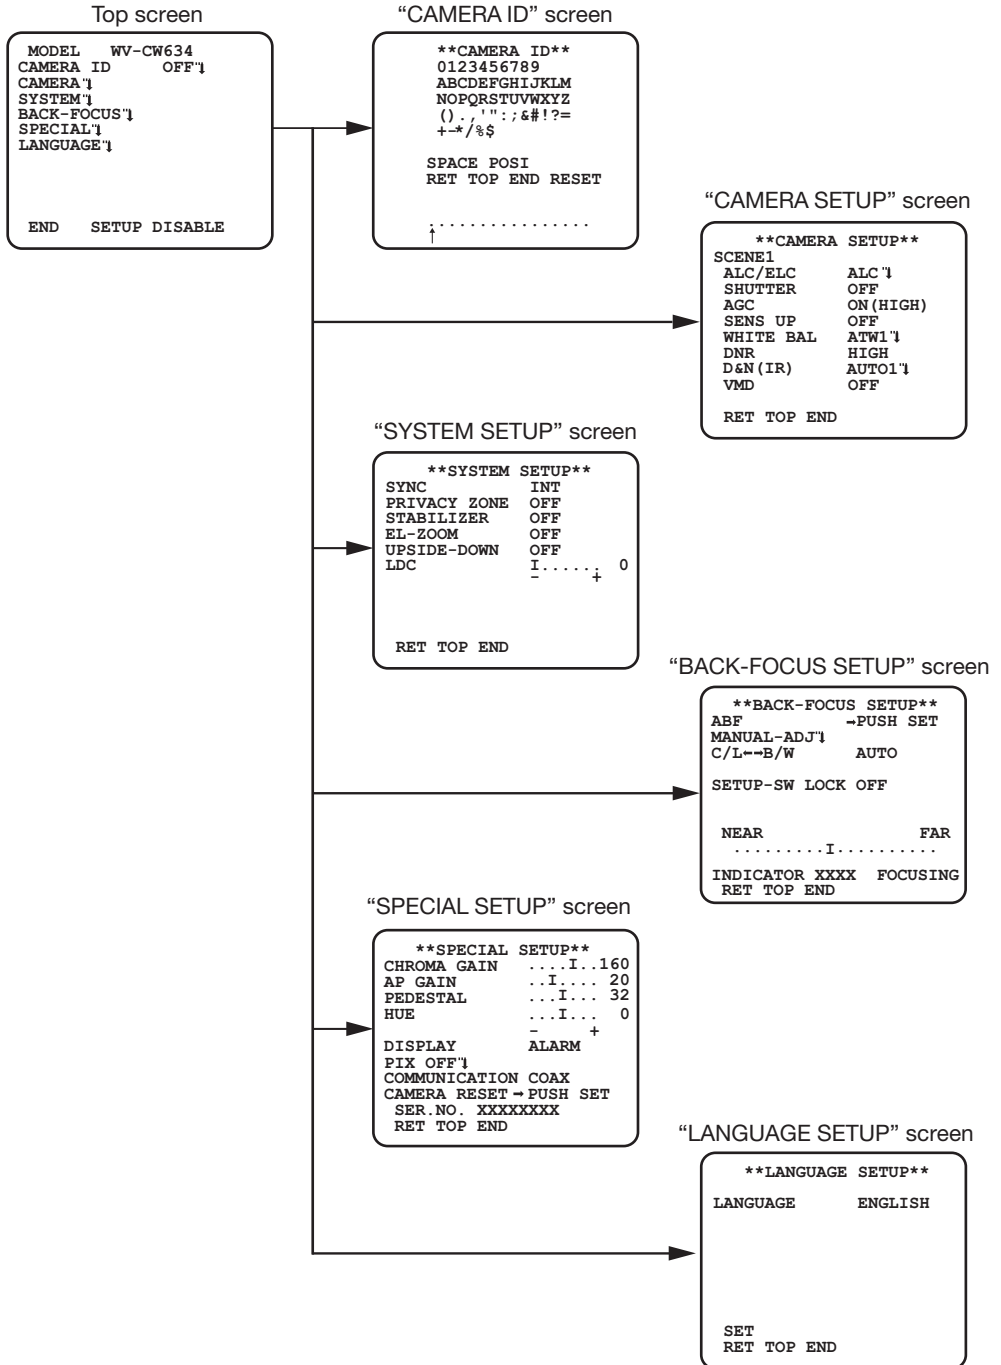 Top screen
MODEL WV-CW634
CAMERA ID OFF
CAMERA
SYSTEM
BACK-FOCUS
SPECIAL
LANGUAGE
END SETUP DISABLE
“CAMERA ID” screen
**CAMERA ID**
0123456789
ABCDEFGHIJKLM
NOPQRSTUVWXYZ
().,'":;&#!?=
+-*/%$
SPACE POSI
RET TOP END RESET
................
↑
“CAMERA SETUP” screen
**CAMERA SETUP**
SCENE1
ALC/ELC ALC
SHUTTER OFF
AGC ON(HIGH)
SENS UP OFF
WHITE BAL ATW1
DNR HIGH
D&N(IR) AUTO1
VMD OFF
RET TOP END
“SYSTEM SETUP” screen
**SYSTEM SETUP**
SYNC INT
PRIVACY ZONE OFF
STABILIZER OFF
EL-ZOOM OFF
UPSIDE-DOWN OFF
LDC I...... 0
- +
RET TOP END
“BACK-FOCUS SETUP” screen
**BACK-FOCUS SETUP**
ABF →PUSH SET
MANUAL-ADJ
C/L←→B/W AUTO
SETUP-SW LOCK OFF
NEAR FAR
.........I..........
INDICATOR XXXX FOCUSING
RET TOP END
“SPECIAL SETUP” screen
**SPECIAL SETUP**
CHROMA GAIN ....I..160
AP GAIN ..I.... 20
PEDESTAL ...I... 32
HUE ...I... 0
- +
DISPLAY ALARM
PIX OFF
COMMUNICATION COAX
CAMERA RESET→PUSH SET
SER.NO. XXXXXXXX
RET TOP END
“LANGUAGE SETUP” screen
**LANGUAGE SETUP**
LANGUAGE ENGLISH
SET
RET TOP END